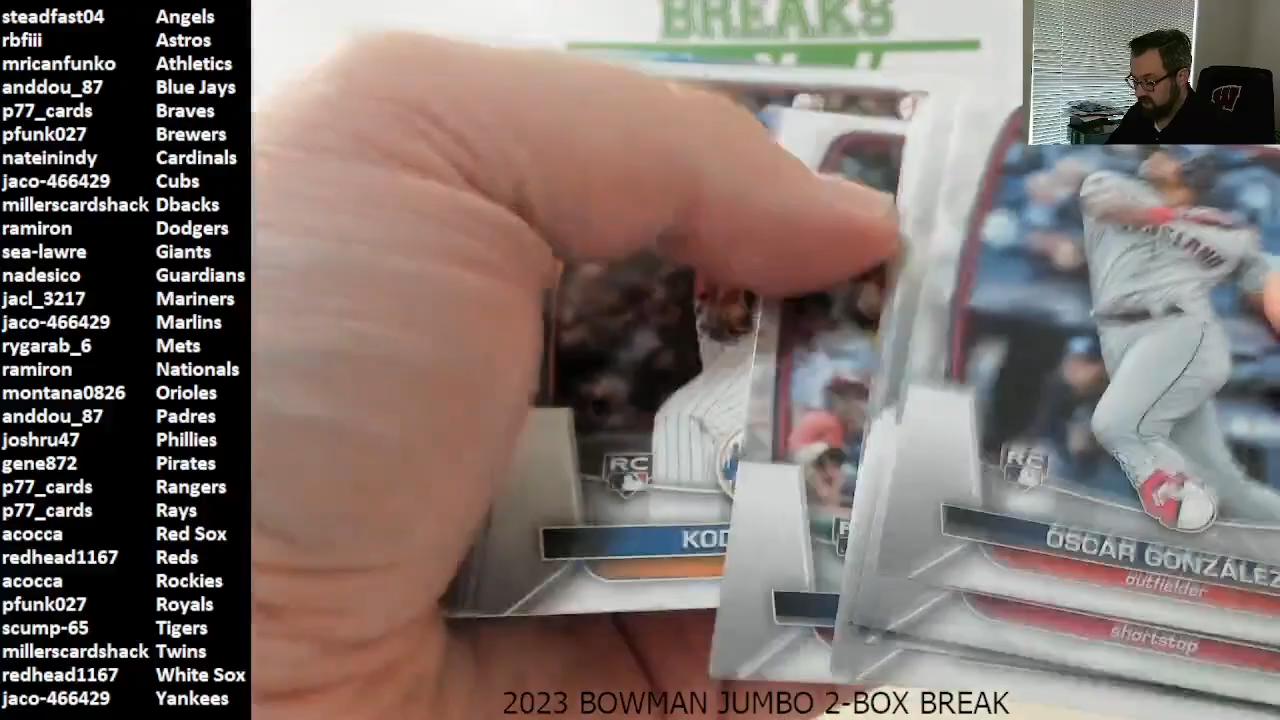 steadfast04 Angels
rbfiii Astros
mricanfunko Athletics
anddou_87 Blue Jays
p77_cards Braves
pfunk027 Brewers
nateinindy Cardinals
jaco-466429 Cubs
millerscardshack Dbacks
ramiron Dodgers
sea-lawre Giants
nadesico Guardians
jacl_3217 Mariners
jaco-466429 Marlins
rygarab_6 Mets
ramiron Nationals
montana0826 Orioles
anddou_87 Padres
joshru47 Phillies
gene872 Pirates
p77_cards Rangers
p77_cards Rays
acocca Red Sox
redhead1167 Reds
acocca Rockies
pfunk027 Royals
scump-65 Tigers
millerscardshack Twins
redhead1167 White Sox
jaco-466429 Yankees
BREAKS
W
RC
KOD
RC
OSCAR GONZÁLEZ
outfielder
shortstop
2023 BOWMAN JUMBO 2-BOX BREAK